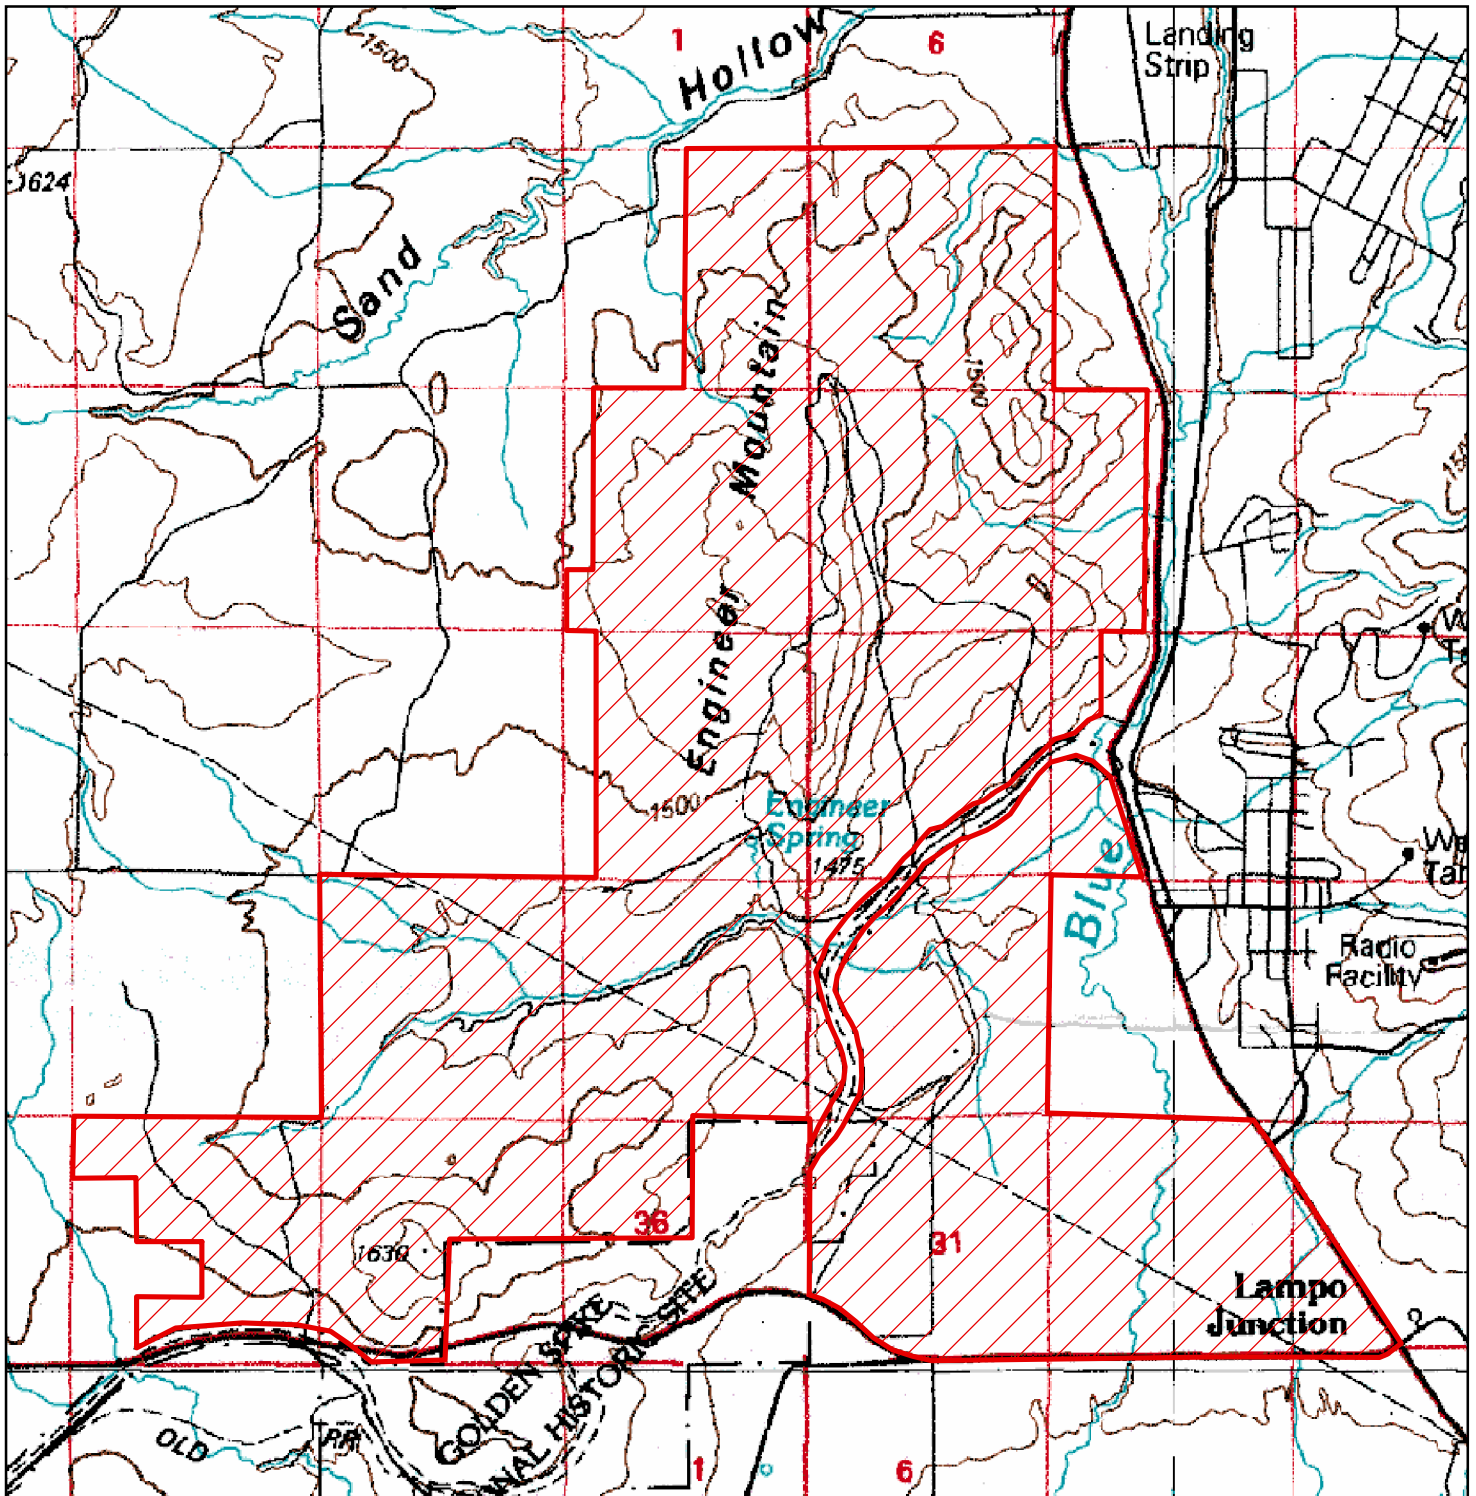 1
6
Landing
Strip
1500
Sand Hollow
1624
1500
Engineer Mountain
Engineer
Spring
1500
1475
Blue
Radio
Facility
36
31
1630
Lampo
Junction
GOLDEN SPIKE
NAL HISTORIC SITE
OLD
RR
1
6